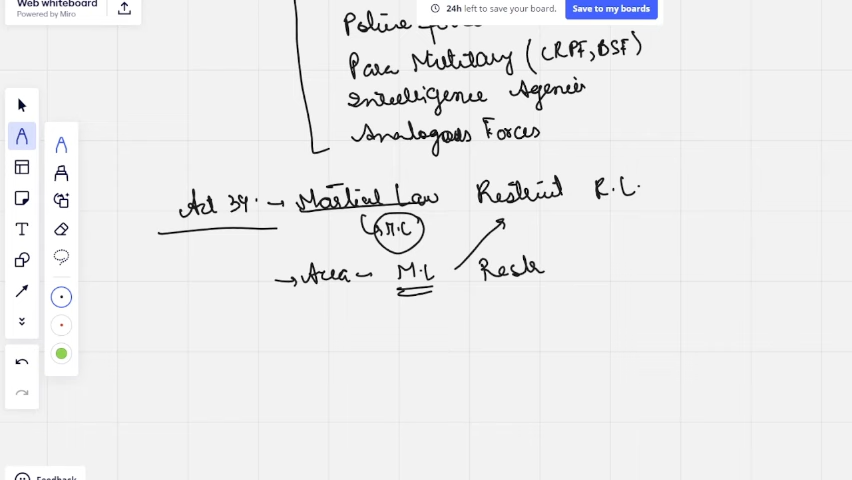 Web whiteboard
Powered by Miro
24h left to save your board.
Save to my boards
Police
Para Military (CRPF, BSF)
Intelligence Agencies
Analogous Forces
Art 34. → Martial Law Restrict
M.L
→ Area - M.L
Feedback